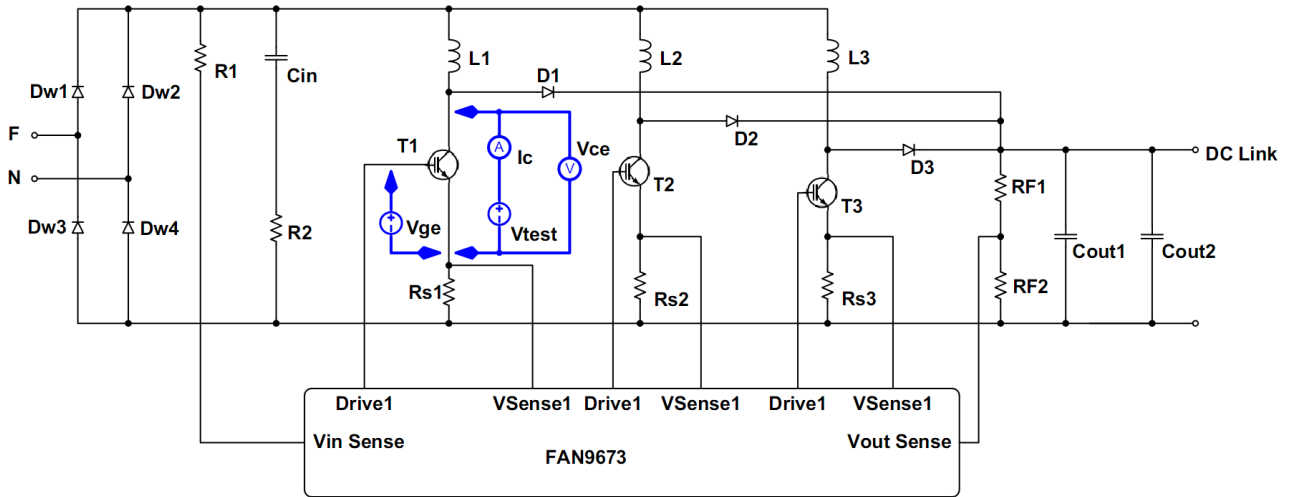 L1
L2
L3
R1
Cin
D1
Dw1
Dw2
F
T1
A
Ic
Vce
V
D2
D3
DC Link
N
T2
RF1
Dw3
Dw4
R2
Vge
Vtest
T3
Cout1
Cout2
Rs1
Rs2
Rs3
RF2
Drive1
VSense1
Drive1
VSense1
Drive1
VSense1
Vin Sense
Vout Sense
FAN9673